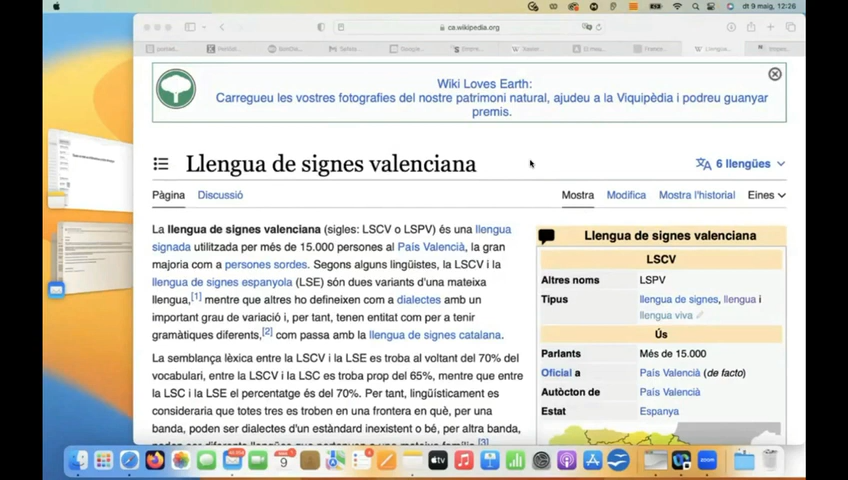 dt 9 maig, 12:26
ca.wikipedia.org
Wiki Loves Earth:
Carregueu les vostres fotografies del nostre patrimoni natural, ajudeu a la Viquipèdia i podreu guanyar
premis.
Llengua de signes valenciana
6 llengües
Pàgina Discussió Mostra Modifica Mostra l'historial Eines
La llengua de signes valenciana (sigles: LSCV o LSPV) és una llengua
signada utilitzada per més de 15.000 persones al País Valencià, la gran
majoria com a persones sordes. Segons alguns lingüistes, la LSCV i la
llengua de signes espanyola (LSE) són dues variants d'una mateixa
llengua,[1] mentre que altres ho defineixen com a dialectes amb un
important grau de variació i, per tant, tenen entitat com per a tenir
gramàtiques diferents,[2] com passa amb la llengua de signes catalana.
La semblança lèxica entre la LSCV i la LSE es troba al voltant del 70% del
vocabulari, entre la LSCV i la LSC es troba prop del 65%, mentre que entre
la LSC i la LSE el percentatge és del 70%. Per tant, lingüísticament es
consideraria que totes tres es troben en una frontera en què, per una
banda, poden ser dialectes d'un estàndard inexistent o bé, per altra banda,
Llengua de signes valenciana
LSCV
Altres noms LSPV
Tipus llengua de signes, llengua i
llengua viva
Ús
Parlants Més de 15.000
Oficial a País Valencià (de facto)
Autòcton de País Valencià
Estat Espanya
9
tv
zoom